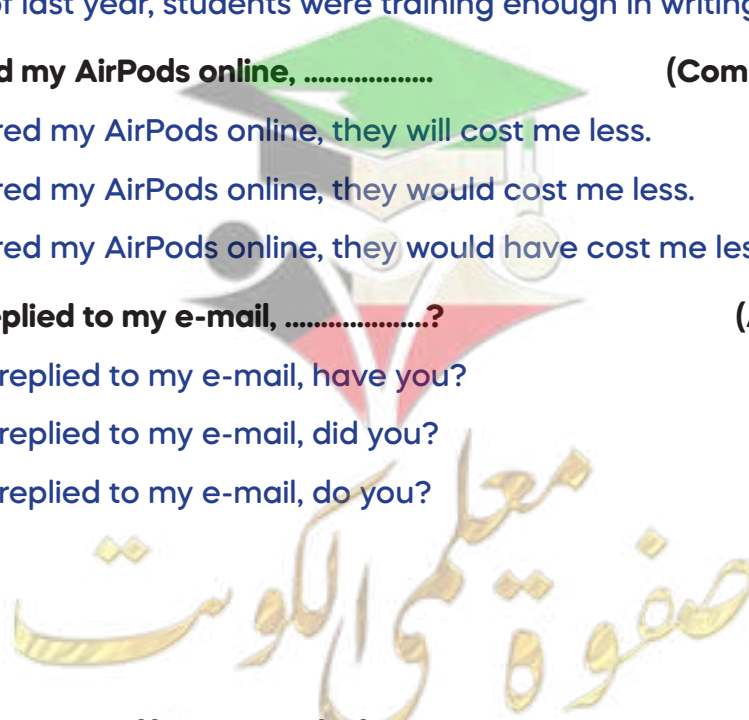 of last year, students were training enough in writing
d my AirPods online, .................. (Com
red my AirPods online, they will cost me less.
red my AirPods online, they would cost me less.
red my AirPods online, they would have cost me les
eplied to my e-mail, ....................? (
replied to my e-mail, have you?
replied to my e-mail, did you?
replied to my e-mail, do you?
صفوة معلمي الكويت